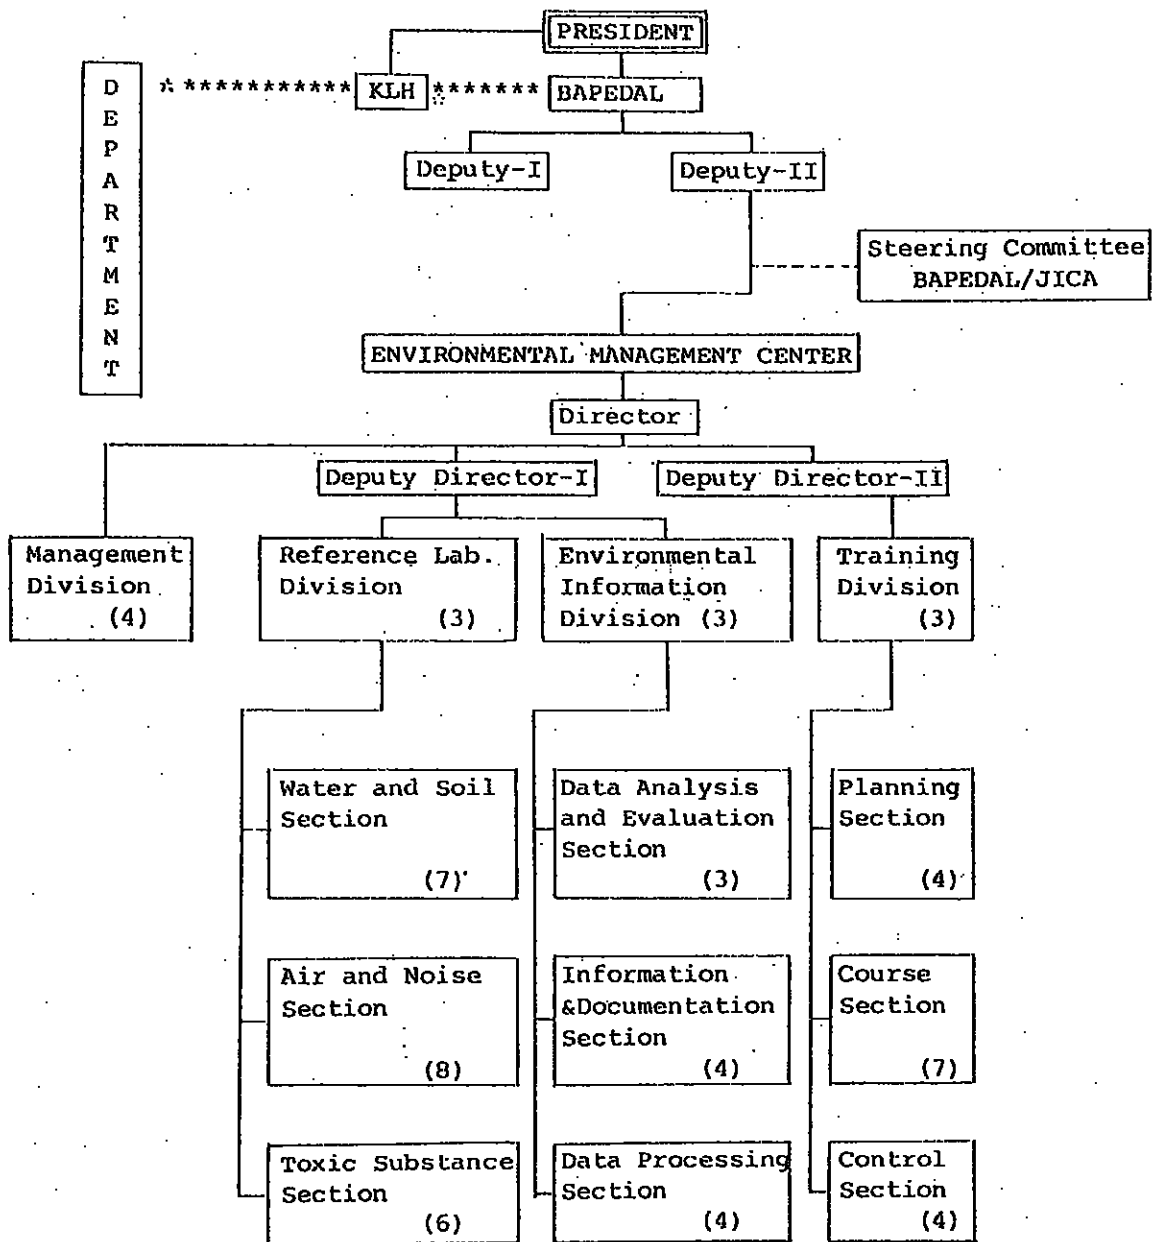 PRESIDENT
DEPARTMENT
* *********** KLH ******* BAPEDAL
Deputy-I
Deputy-II
Steering Committee
BAPEDAL/JICA
ENVIRONMENTAL MANAGEMENT CENTER
Director
Deputy Director-I
Deputy Director-II
Management
Division
(4)
Reference Lab.
Division
(3)
Environmental
Information
Division (3)
Training
Division
(3)
Water and Soil
Section
(7)
Data Analysis
and Evaluation
Section
(3)
Planning
Section
(4)
Air and Noise
Section
(8)
Information
&Documentation
Section
(4)
Course
Section
(7)
Toxic Substance
Section
(6)
Data Processing
Section
(4)
Control
Section
(4)